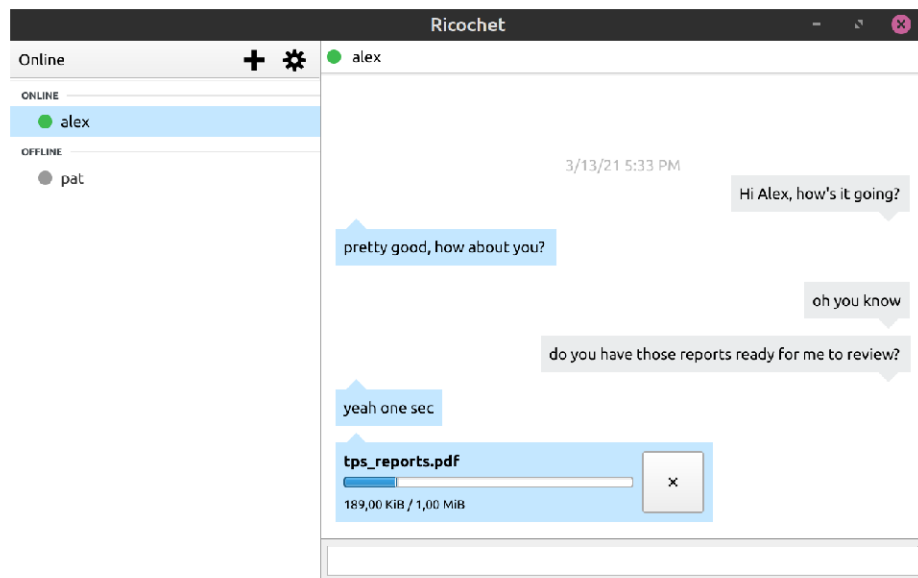 Ricochet
Online
ONLINE
alex
OFFLINE
pat
alex
3/13/21 5:33 PM
Hi Alex, how's it going?
pretty good, how about you?
oh you know
do you have those reports ready for me to review?
yeah one sec
tps_reports.pdf
189,00 KiB / 1,00 MiB